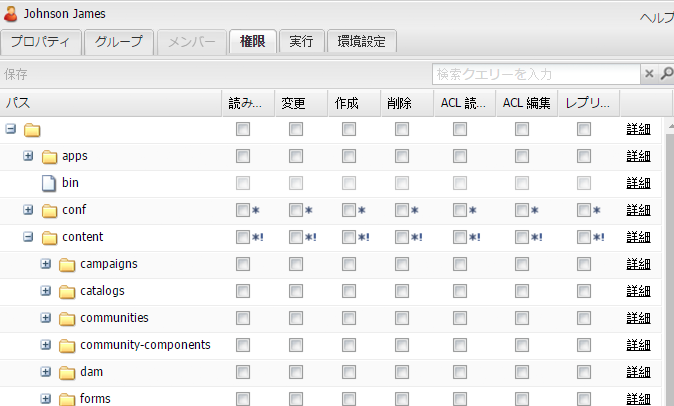 Johnson James
ヘルプ
プロパティ グループ メンバー 権限 実行 環境設定
保存 検索クエリーを入力
パス 読み... 変更 作成 削除 ACL 読... ACL 編集 レプリ...
詳細
apps 詳細
bin 詳細
conf * * * * * * * 詳細
content *! *! *! *! *! *! *! 詳細
campaigns 詳細
catalogs 詳細
communities 詳細
community-components 詳細
dam 詳細
forms 詳細